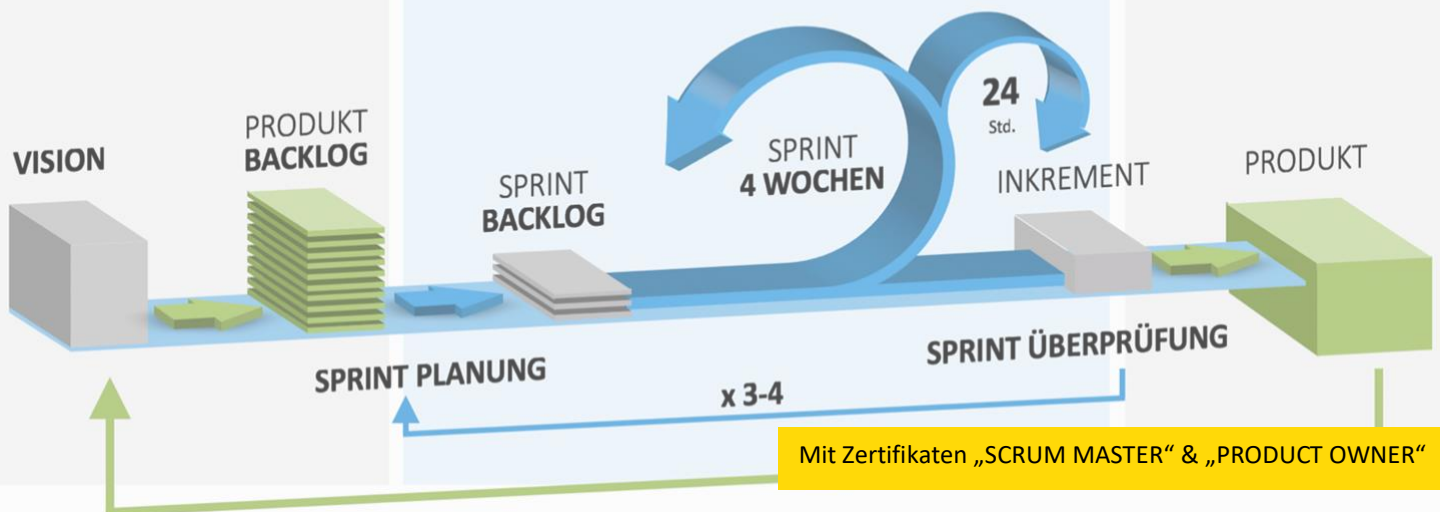 VISION
PRODUKT
BACKLOG
SPRINT
BACKLOG
SPRINT
4 WOCHEN
24
Std.
INKREMENT
PRODUKT
SPRINT PLANUNG
SPRINT ÜBERPRÜFUNG
x 3-4
Mit Zertifikaten „SCRUM MASTER“ & „PRODUCT OWNER“